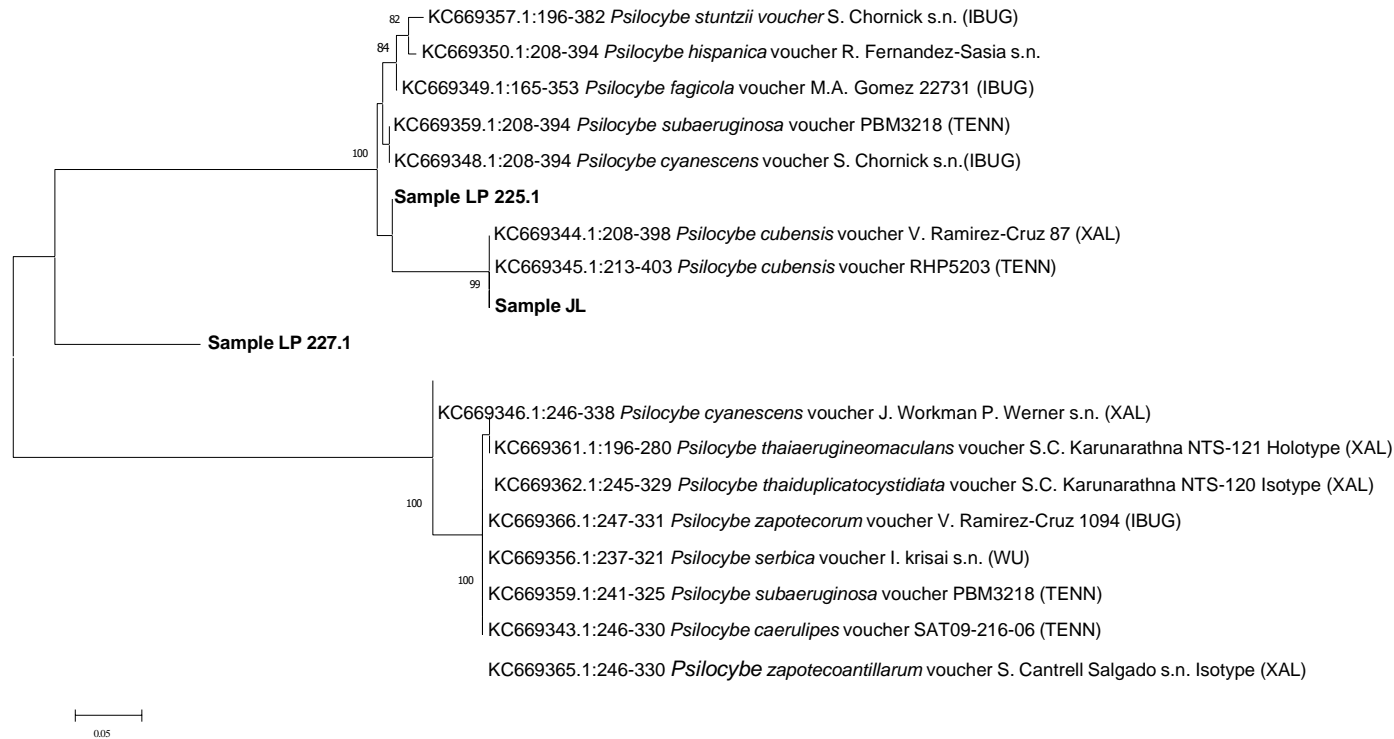 82
KC669357.1:196-382 Psilocybe stuntzii voucher S. Chornick s.n. (IBUG)
84
KC669350.1:208-394 Psilocybe hispanica voucher R. Fernandez-Sasia s.n.
KC669349.1:165-353 Psilocybe fagicola voucher M.A. Gomez 22731 (IBUG)
KC669359.1:208-394 Psilocybe subaeruginosa voucher PBM3218 (TENN)
100
KC669348.1:208-394 Psilocybe cyanescens voucher S. Chornick s.n.(IBUG)
Sample LP 225.1
KC669344.1:208-398 Psilocybe cubensis voucher V. Ramirez-Cruz 87 (XAL)
KC669345.1:213-403 Psilocybe cubensis voucher RHP5203 (TENN)
99
Sample JL
Sample LP 227.1
KC669346.1:246-338 Psilocybe cyanescens voucher J. Workman P. Werner s.n. (XAL)
KC669361.1:196-280 Psilocybe thaiaerugineomaculans voucher S.C. Karunarathna NTS-121 Holotype (XAL)
KC669362.1:245-329 Psilocybe thaiduplicatocystidiata voucher S.C. Karunarathna NTS-120 Isotype (XAL)
100
KC669366.1:247-331 Psilocybe zapotecorum voucher V. Ramirez-Cruz 1094 (IBUG)
KC669356.1:237-321 Psilocybe serbica voucher I. krisai s.n. (WU)
100
KC669359.1:241-325 Psilocybe subaeruginosa voucher PBM3218 (TENN)
KC669343.1:246-330 Psilocybe caerulipes voucher SAT09-216-06 (TENN)
KC669365.1:246-330 Psilocybe zapotecoantillarum voucher S. Cantrell Salgado s.n. Isotype (XAL)
0.05